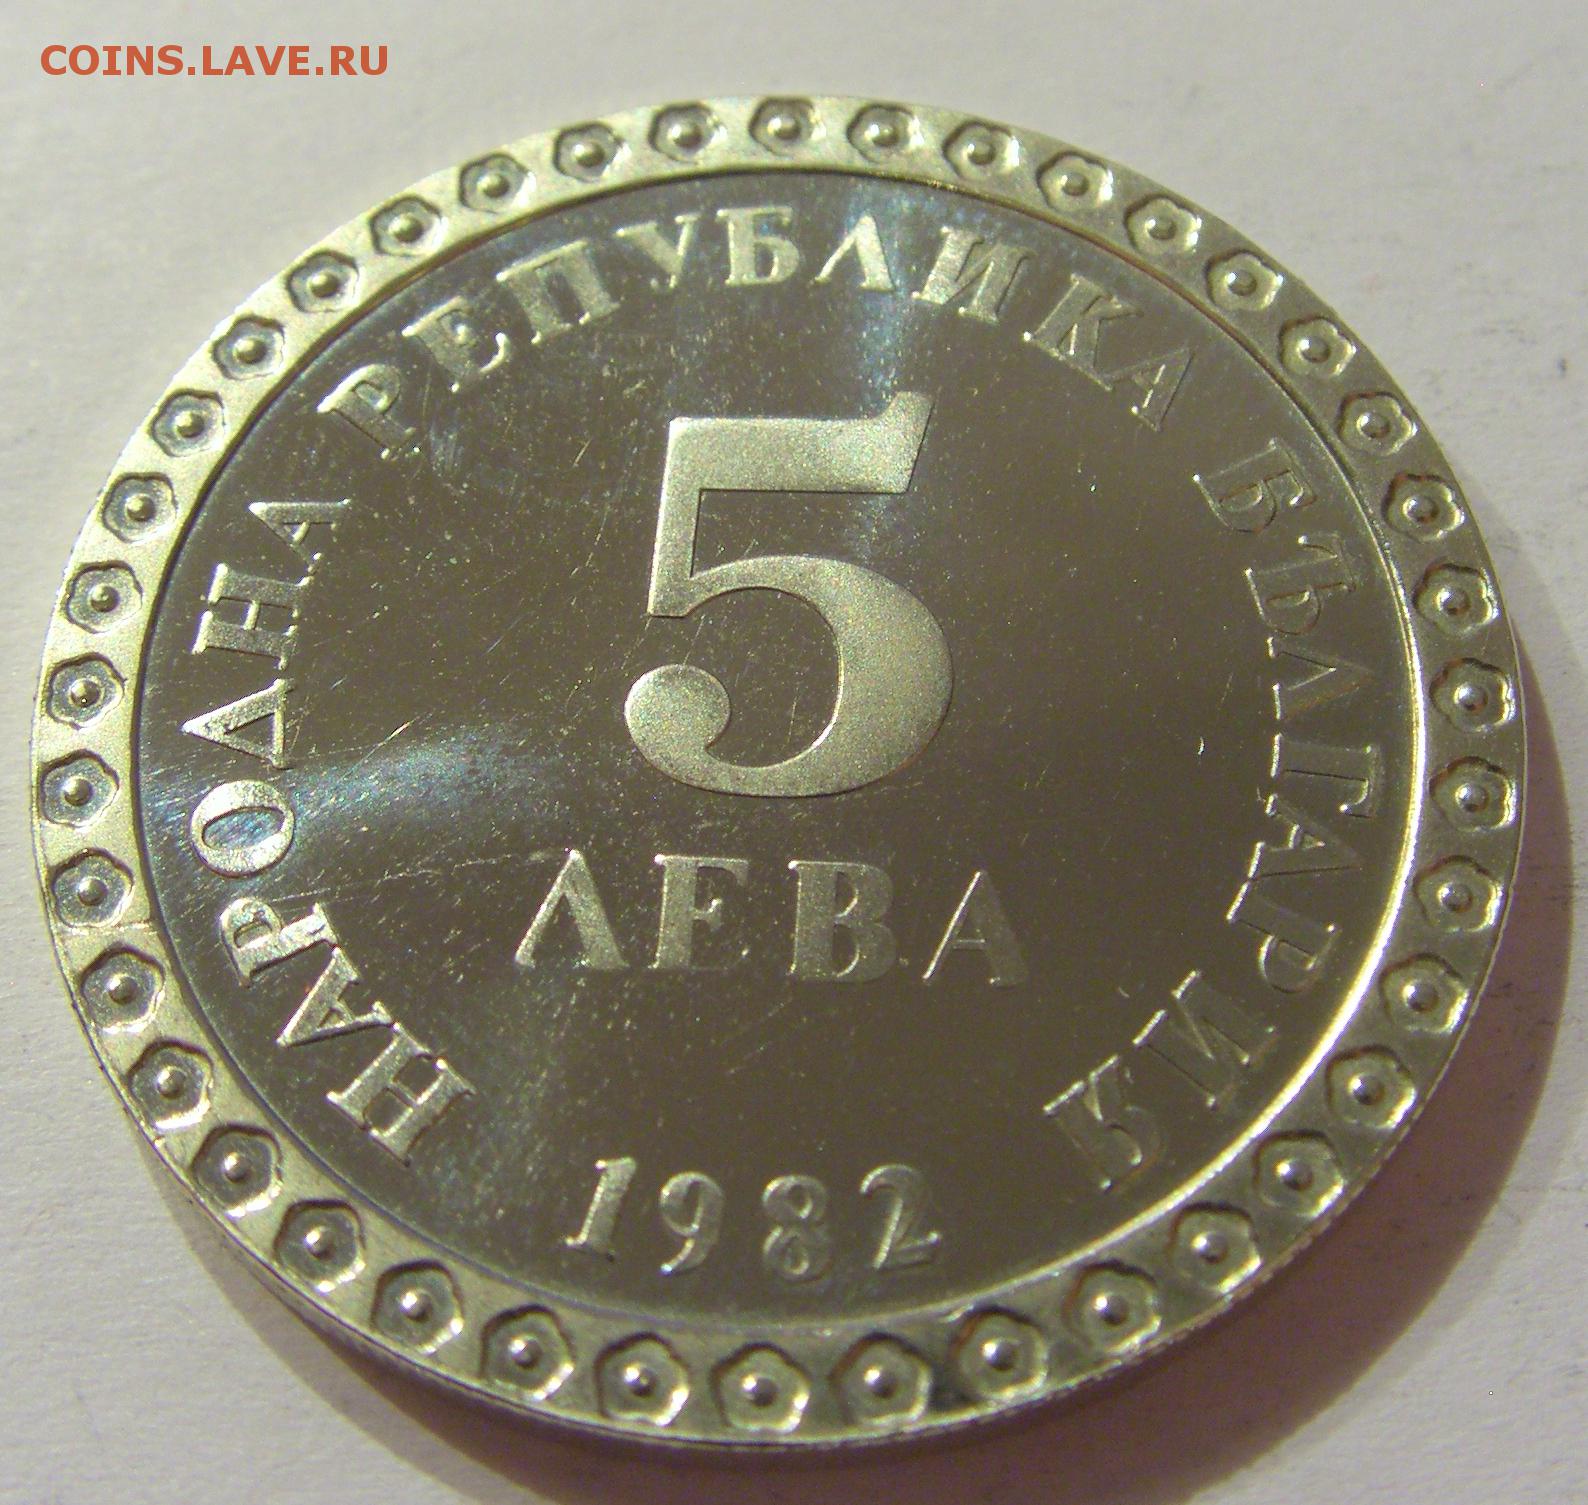 COINS.LAVE.RU
НАРОДНА РЕПУБЛИКА БЪЛГАРИЯ
5
ЛЕВА
1982